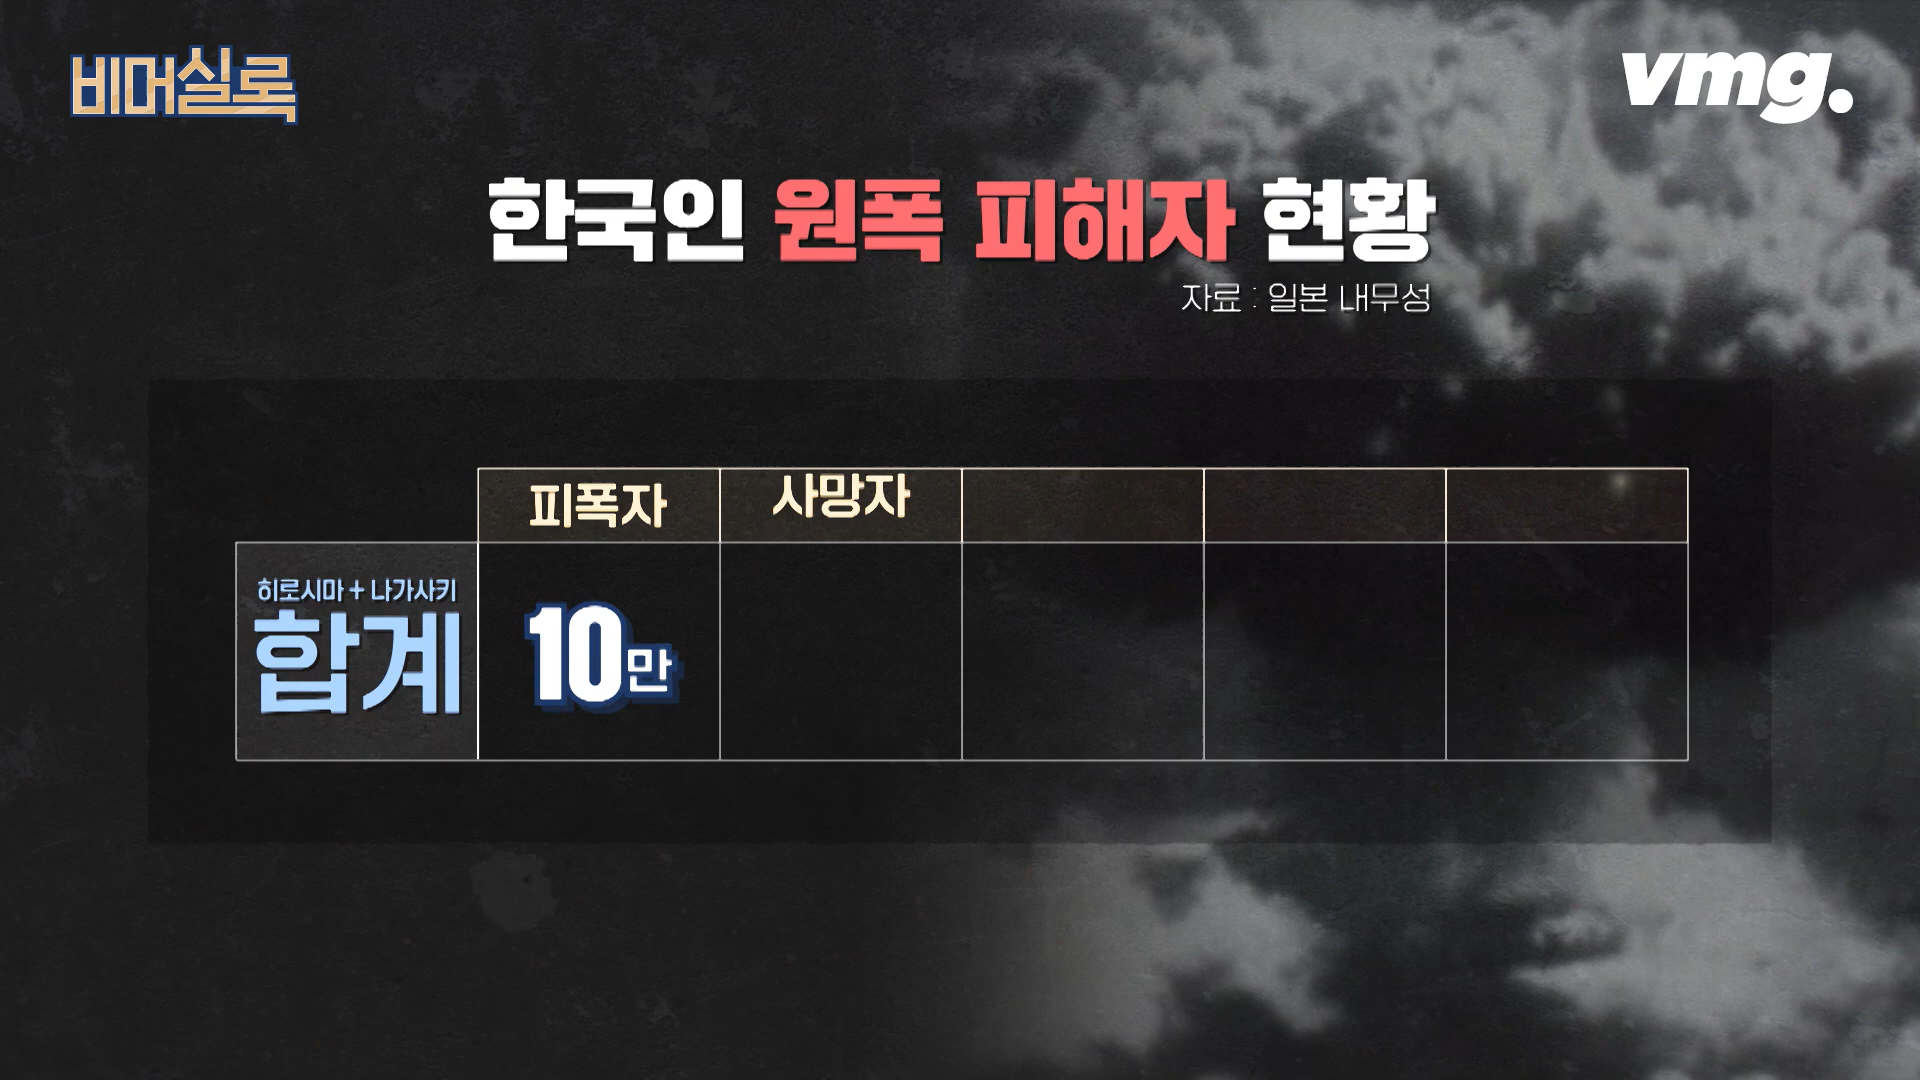 비머실록
vmg.
한국인 원폭 피해자 현황
자료 : 일본 내무성
피폭자
사망자
히로시마 + 나가사키
합계
10만